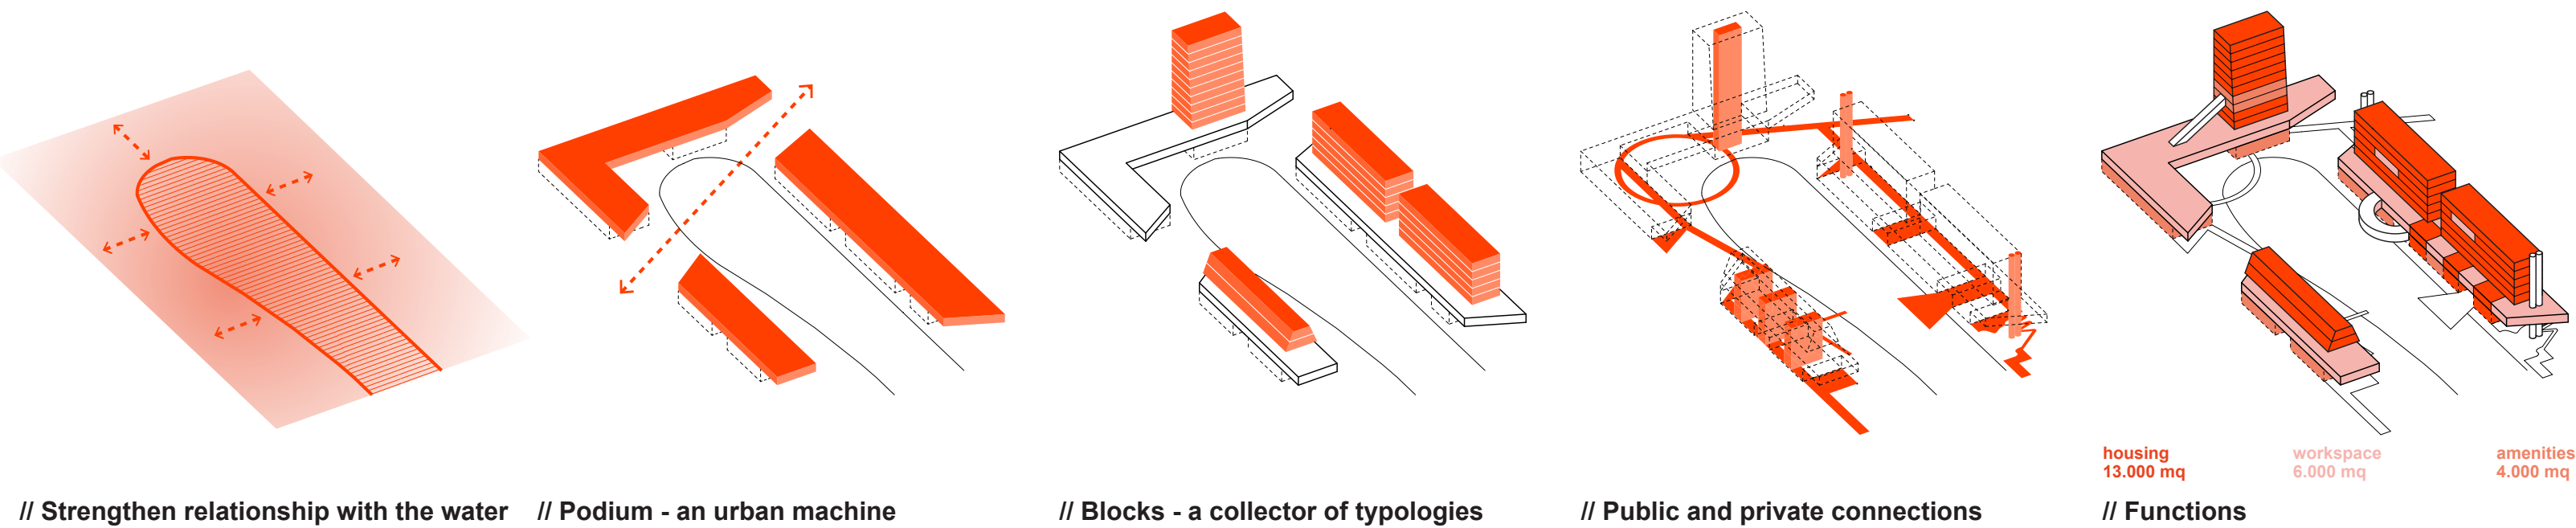 housing
13.000 mq
workspace
6.000 mq
amenities
4.000 mq
// Strengthen relationship with the water
// Podium - an urban machine
// Blocks - a collector of typologies
// Public and private connections
// Functions